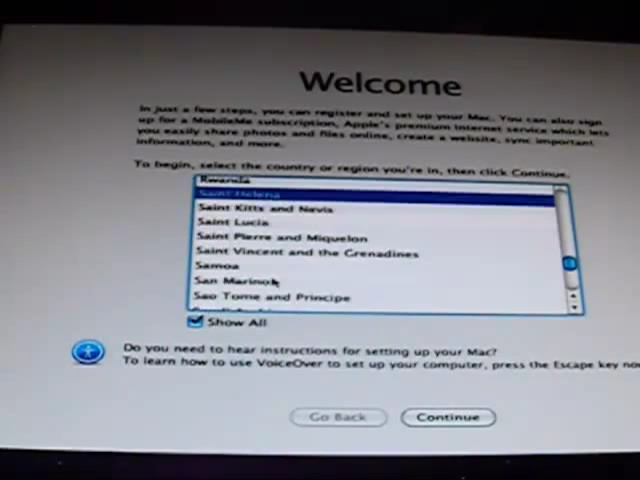 Welcome
In just a few steps, you can register and set up your Mac. You can also sign
up for a MobileMe subscription, Apple's premium Internet service which lets
you easily share photos and files online, create a website, sync important
information, and more.
To begin, select the country or region you're in, then click Continue.
Rwanda
Saint Helena
Saint Kitts and Nevis
Saint Lucia
Saint Pierre and Miquelon
Saint Vincent and the Grenadines
Samoa
San Marino
Sao Tome and Principe
Show All
Do you need to hear instructions for setting up your Mac?
To learn how to use VoiceOver to set up your computer, press the Escape key
Go Back
Continue